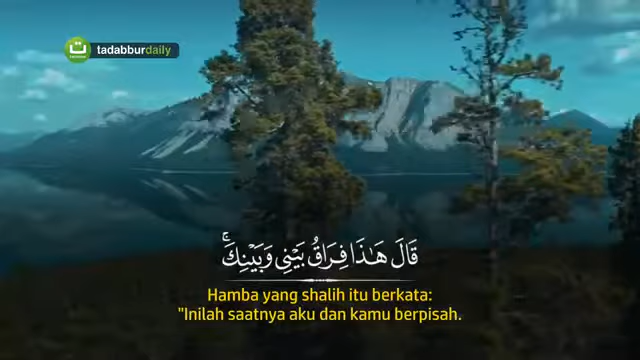 tadabburdaily
قَالَ هَٰذَا فِرَاقُ بَيْنِي وَبَيْنِكَ ۚ
Hamba yang shalih itu berkata:
"Inilah saatnya aku dan kamu berpisah.